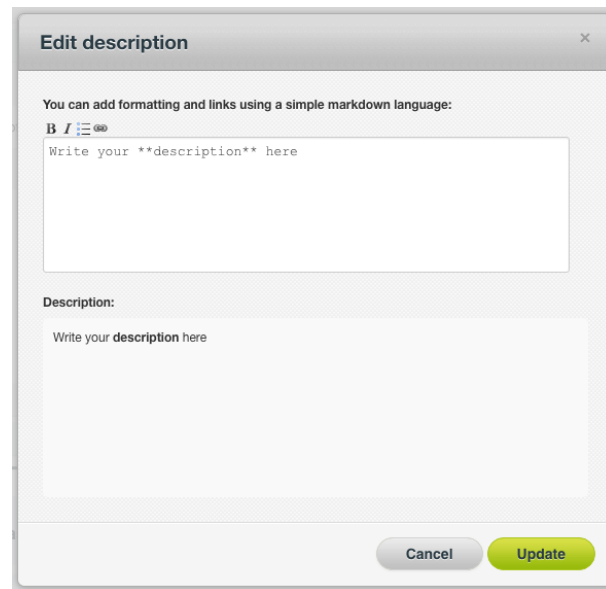 Edit description
×
You can add formatting and links using a simple markdown language:
B I
Write your **description** here
Description:
Write your description here
Cancel Update